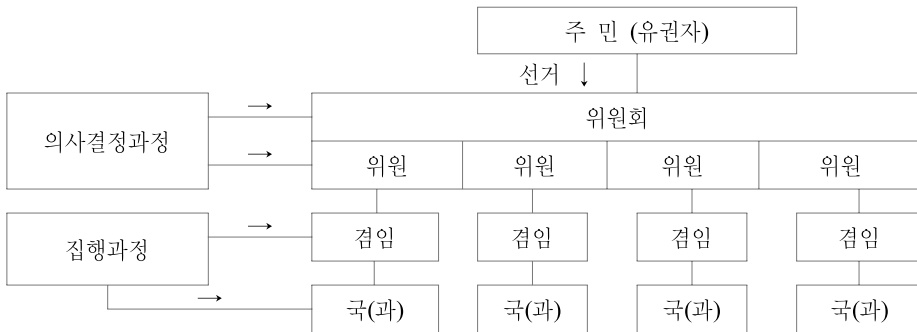 주 민 (유권자)
선거 ↓
의사결정과정
→
→
위원회
위원 위원 위원 위원
집행과정
→
→
겸임 겸임 겸임 겸임
국(과) 국(과) 국(과) 국(과)